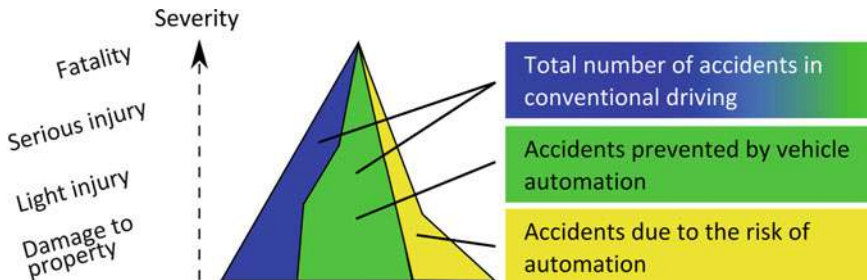 Severity
Fatality
Serious injury
Light injury
Damage to
property
Total number of accidents in
conventional driving
Accidents prevented by vehicle
automation
Accidents due to the risk of
automation